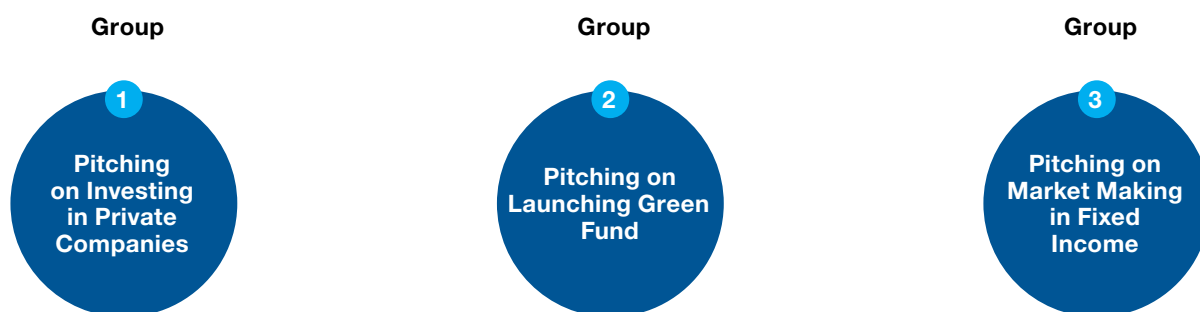 Group
1
Pitching
on Investing
in Private
Companies
Group
2
Pitching on
Launching Green
Fund
Group
3
Pitching on
Market Making
in Fixed
Income